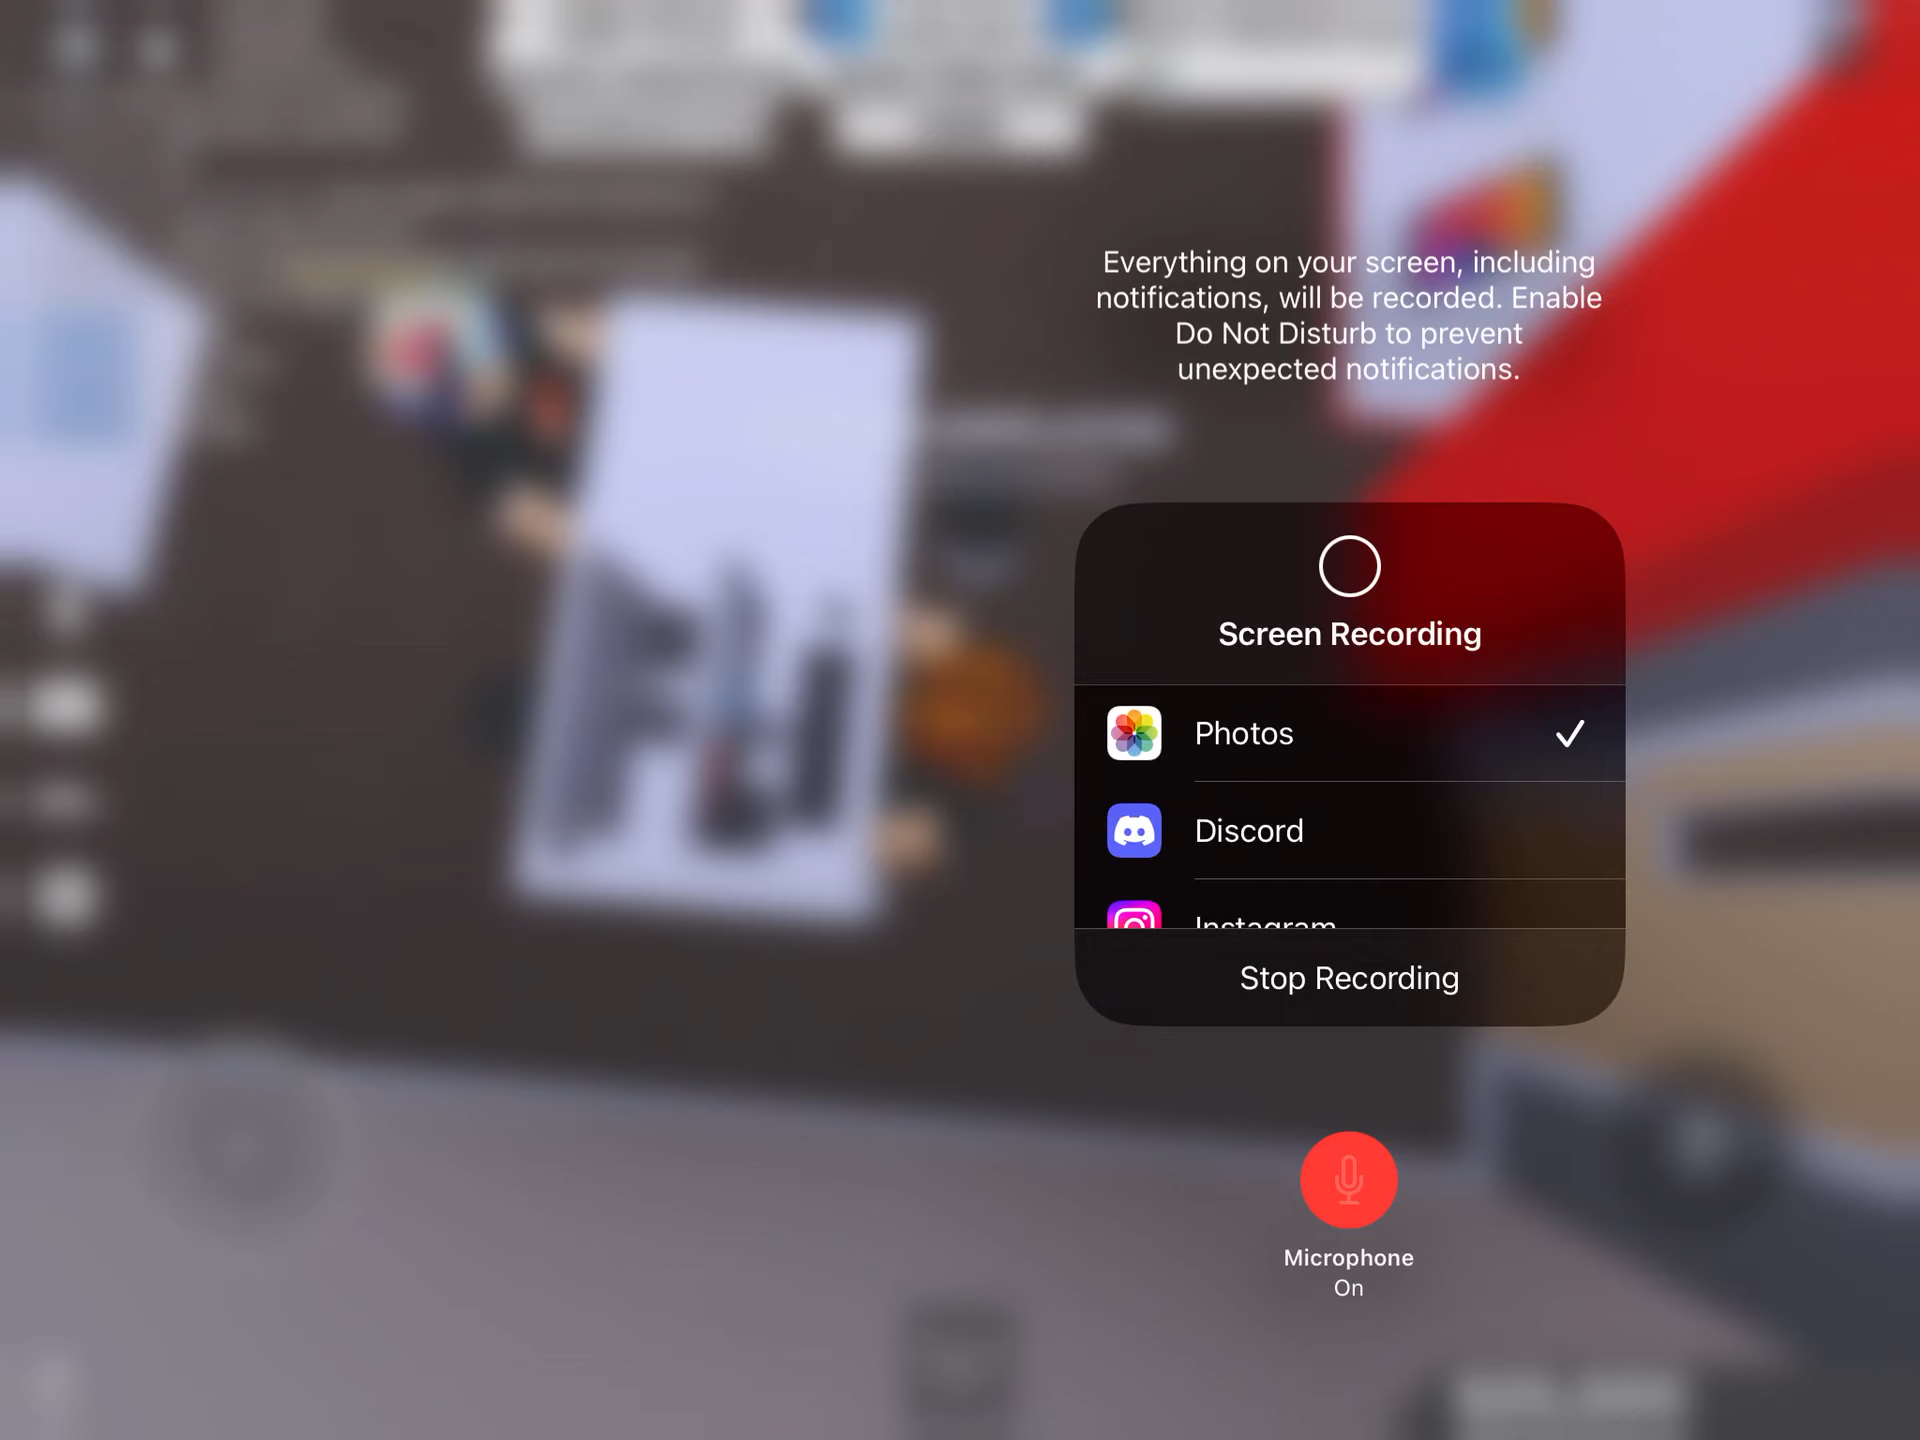 Everything on your screen, including
notifications, will be recorded. Enable
Do Not Disturb to prevent
unexpected notifications.
Screen Recording
Photos
Discord
Instagram
Stop Recording
Microphone
On